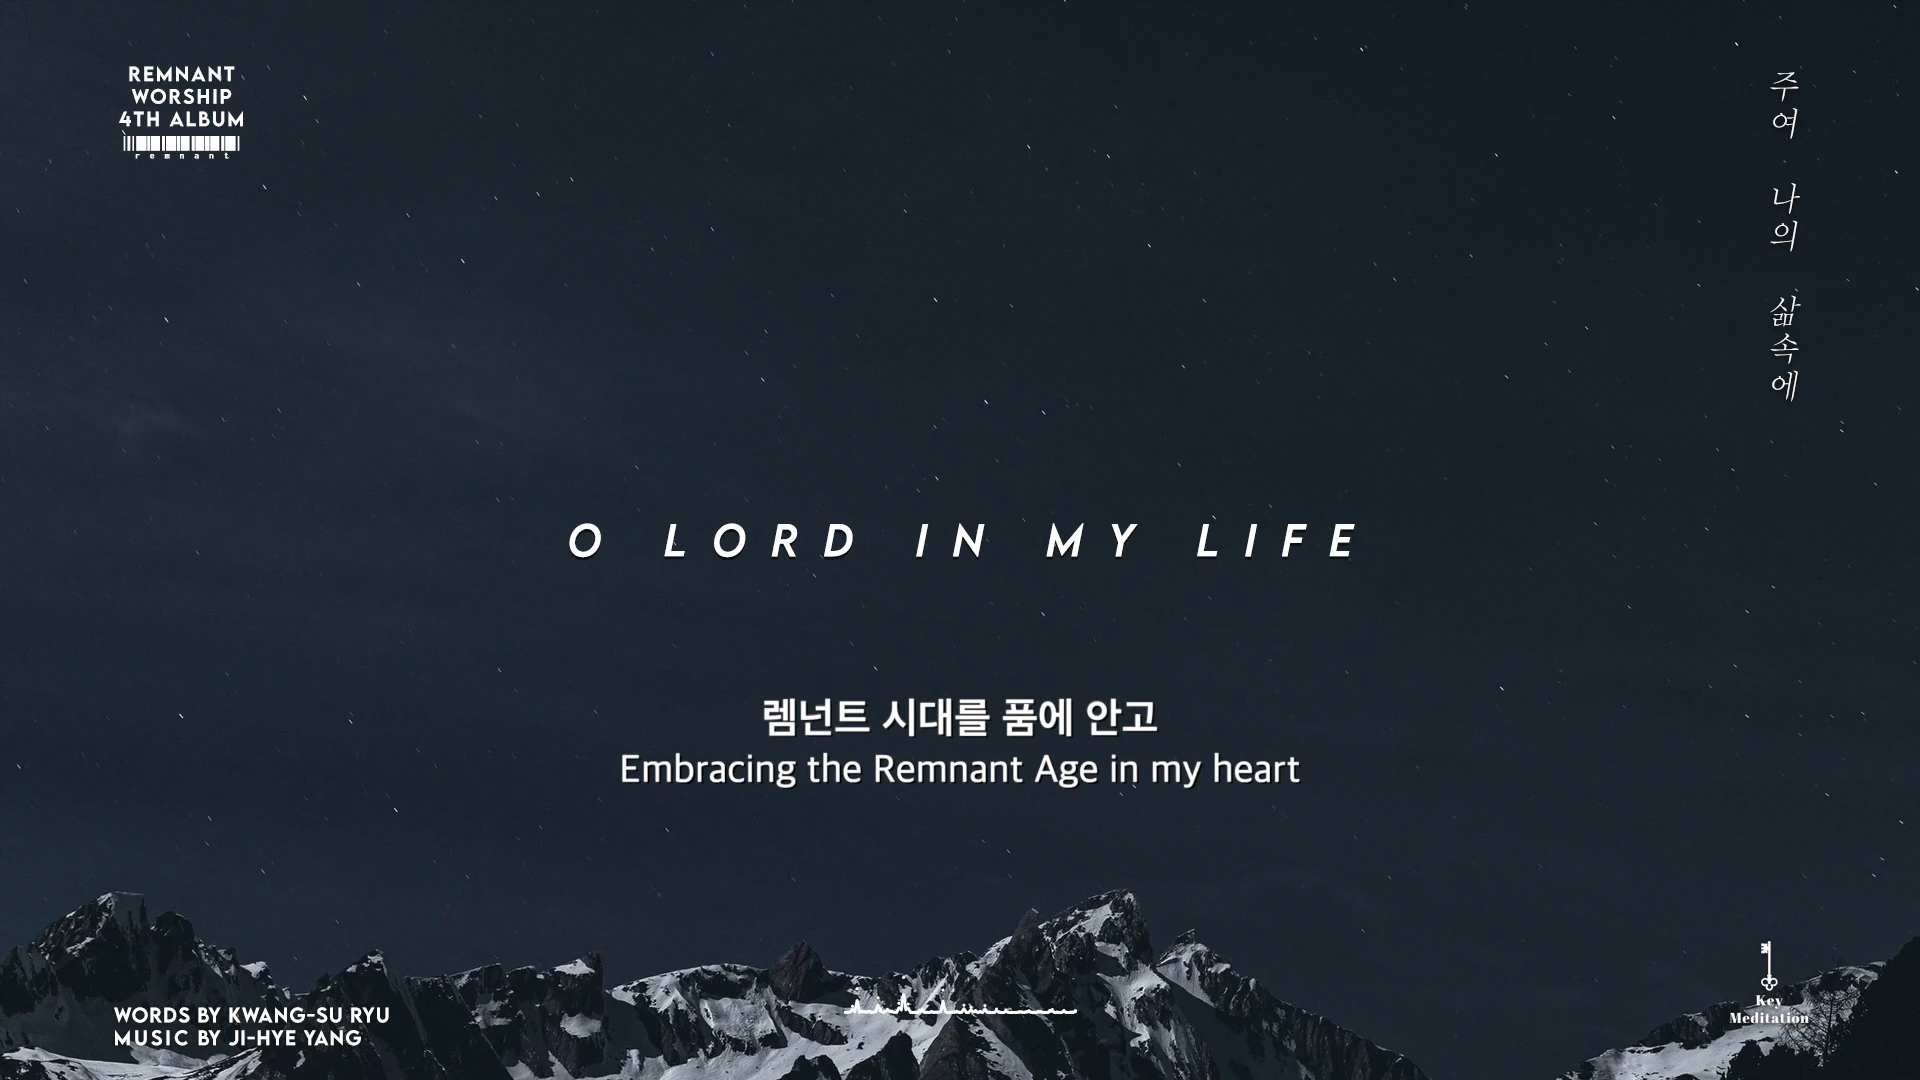 REMNANT
WORSHIP
4TH ALBUM
remnant
주여 나의 삶속에
O LORD IN MY LIFE
렘넌트 시대를 품에 안고
Embracing the Remnant Age in my heart
WORDS BY KWANG-SU RYU
MUSIC BY JI-HYE YANG
Key
Meditation